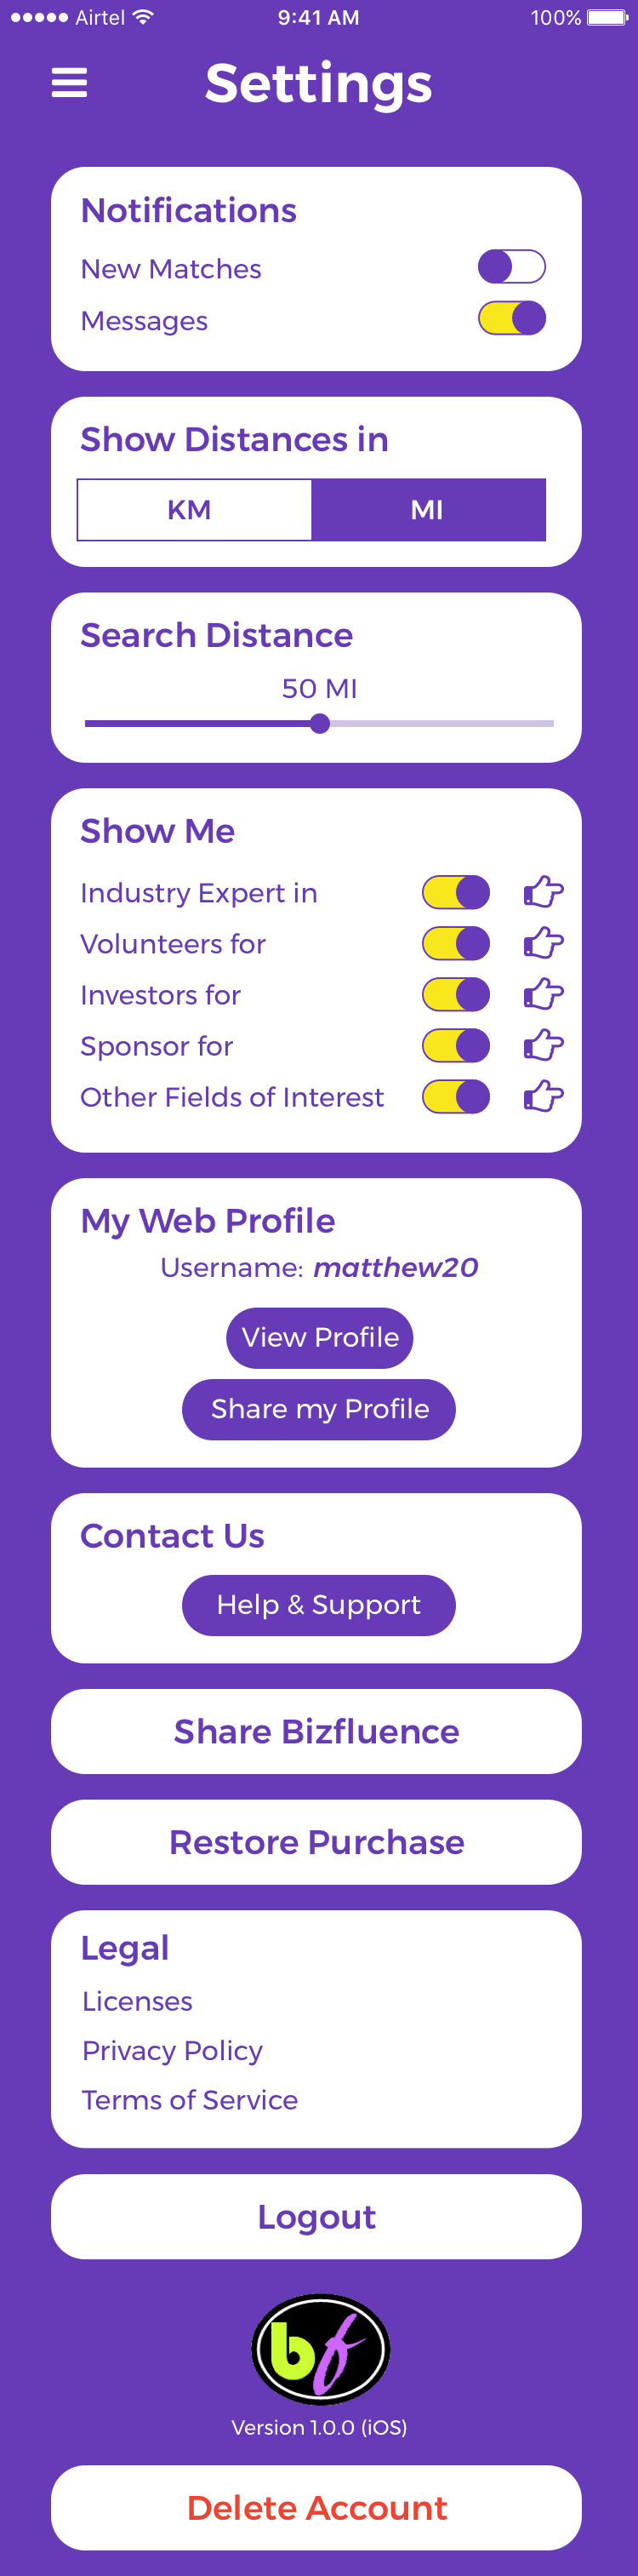 Airtel 9:41 AM 100%
Settings
Notifications
New Matches
Messages
Show Distances in
KM MI
Search Distance
50 MI
Show Me
Industry Expert in
Volunteers for
Investors for
Sponsor for
Other Fields of Interest
My Web Profile
Username: matthew20
View Profile
Share my Profile
Contact Us
Help & Support
Share Bizfluence
Restore Purchase
Legal
Licenses
Privacy Policy
Terms of Service
Logout
bf
Version 1.0.0 (iOS)
Delete Account